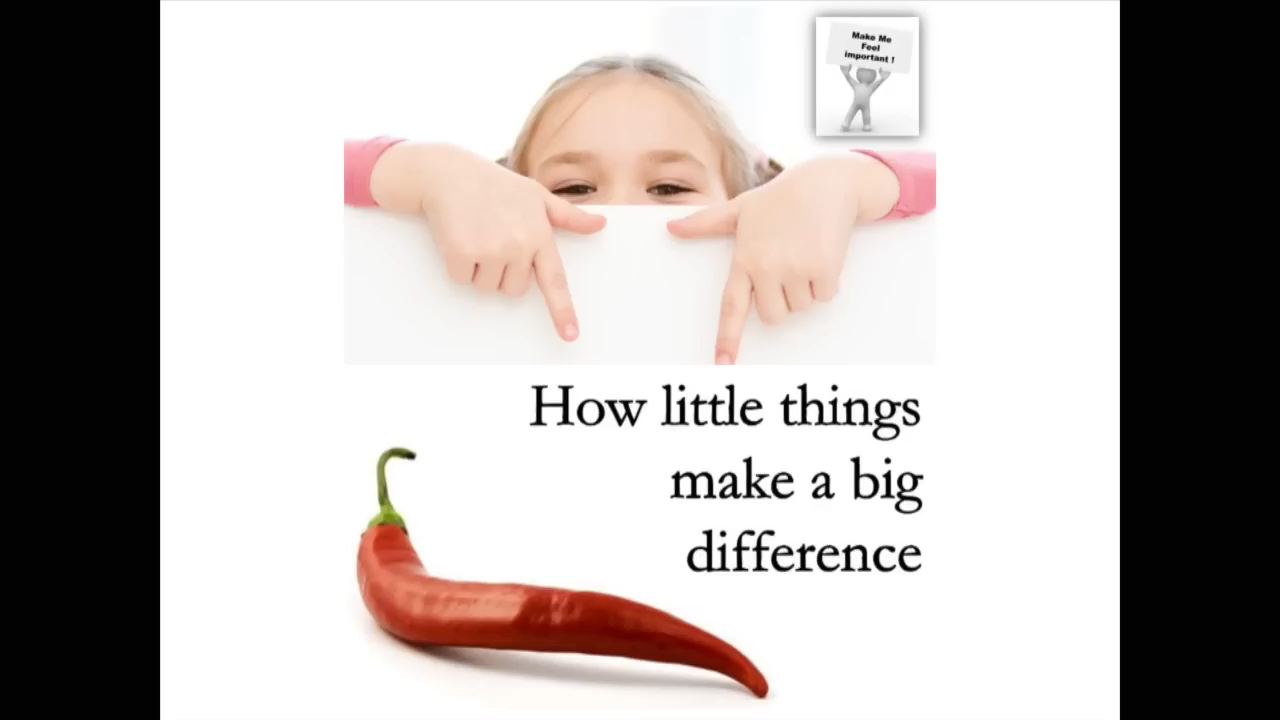 Make Me
Feel
important !
How little things
make a big
difference